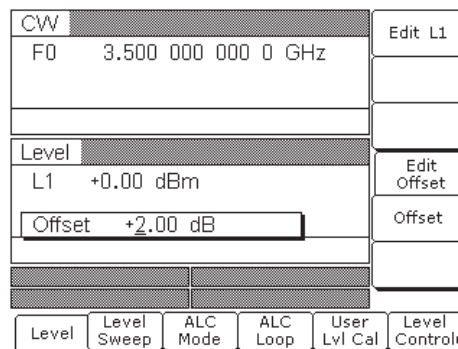 CW
F0 3.500 000 000 0 GHz
Level
L1 +0.00 dBm
Offset +2.00 dB
Edit L1
Edit
Offset
Offset
Level
Level
Sweep
ALC
Mode
ALC
Loop
User
Lvl Cal
Level
Control